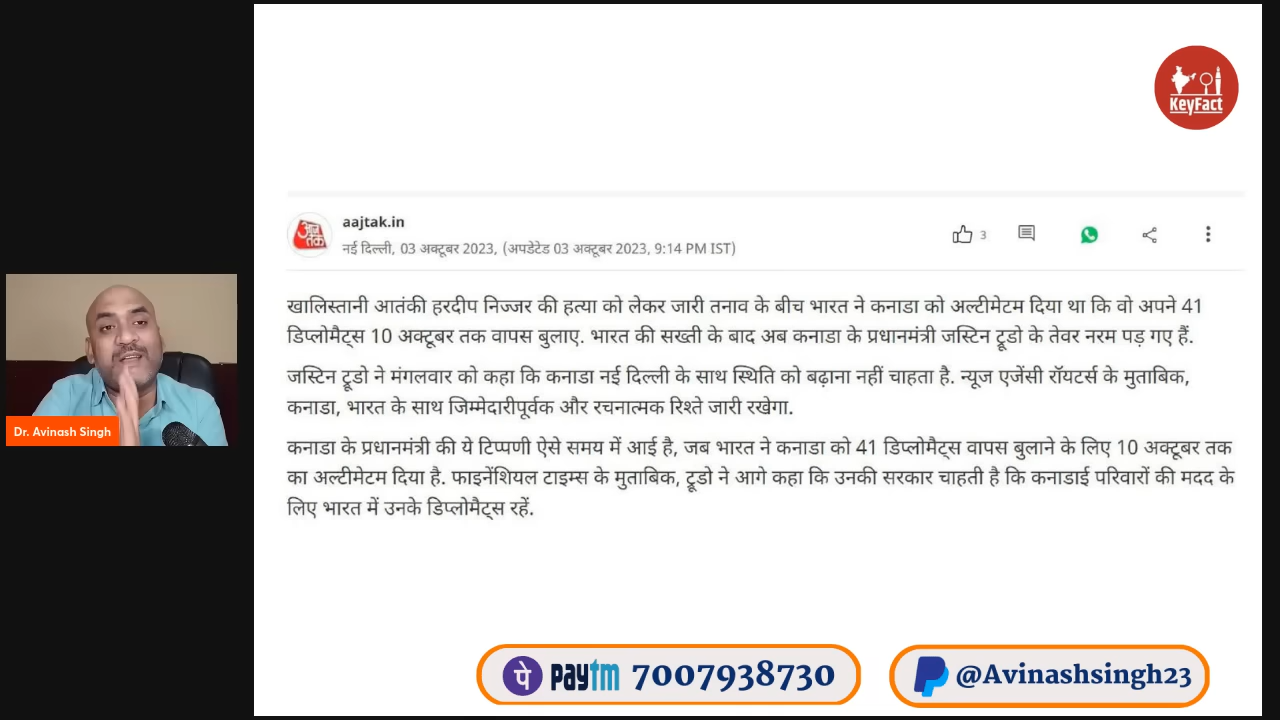 KeyFact
आज तक
aajtak.in
नई दिल्ली, 03 अक्टूबर 2023, (अपडेटेड 03 अक्टूबर 2023, 9:14 PM IST)
3
खालिस्तानी आतंकी हरदीप निज्जर की हत्या को लेकर जारी तनाव के बीच भारत ने कनाडा को अल्टीमेटम दिया था कि वो अपने 41
डिप्लोमैट्स 10 अक्टूबर तक वापस बुलाए. भारत की सख्ती के बाद अब कनाडा के प्रधानमंत्री जस्टिन ट्रूडो के तेवर नरम पड़ गए हैं.
जस्टिन ट्रूडो ने मंगलवार को कहा कि कनाडा नई दिल्ली के साथ स्थिति को बढ़ाना नहीं चाहता है. न्यूज एजेंसी रॉयटर्स के मुताबिक,
कनाडा, भारत के साथ जिम्मेदारीपूर्वक और रचनात्मक रिश्ते जारी रखेगा.
कनाडा के प्रधानमंत्री की ये टिप्पणी ऐसे समय में आई है, जब भारत ने कनाडा को 41 डिप्लोमैट्स वापस बुलाने के लिए 10 अक्टूबर तक
का अल्टीमेटम दिया है. फाइनेंशियल टाइम्स के मुताबिक, ट्रूडो ने आगे कहा कि उनकी सरकार चाहती है कि कनाडाई परिवारों की मदद के
लिए भारत में उनके डिप्लोमैट्स रहें.
Dr. Avinash Singh
पे paytm 7007938730
@Avinashsingh23